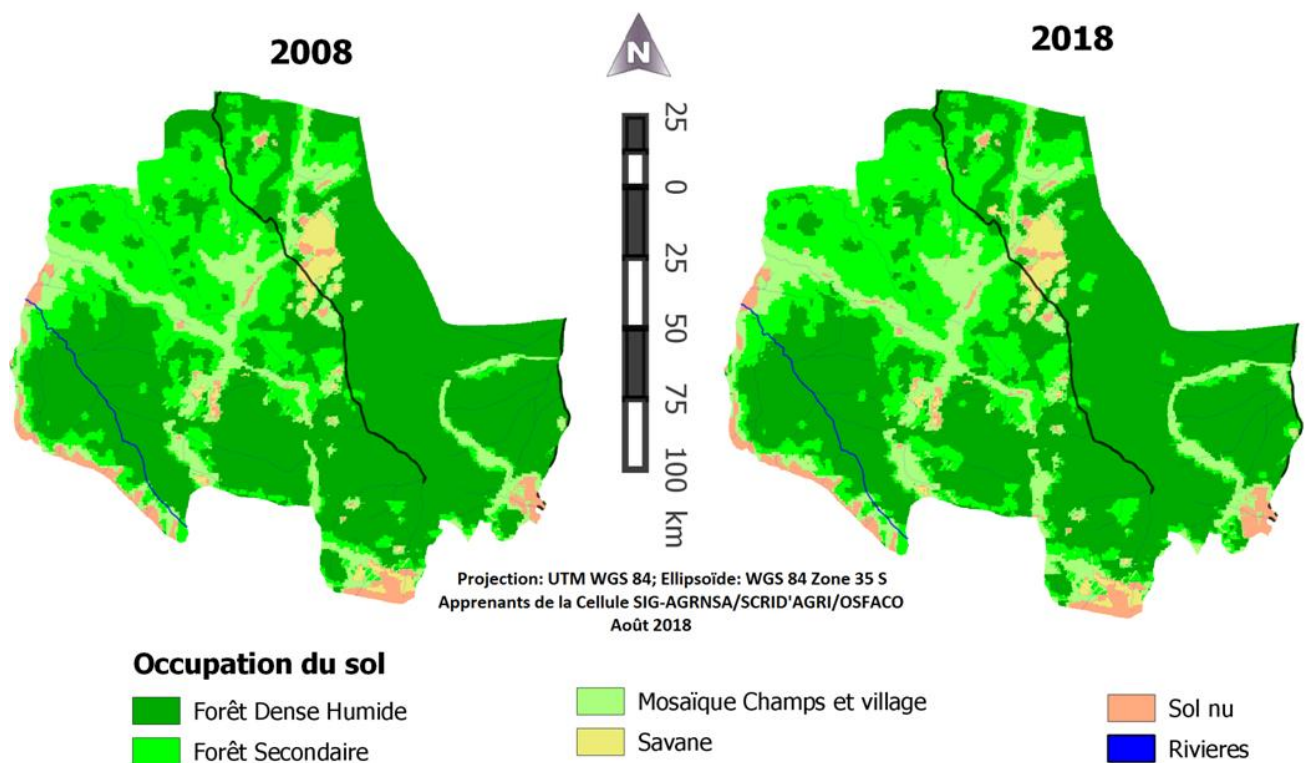 2008
2018
N
25
0
25
50
75
100 km
Projection: UTM WGS 84; Ellipsoïde: WGS 84 Zone 35 S
Apprenants de la Cellule SIG-AGRNSA/SCRID'AGRI/OSFACO
Août 2018
Occupation du sol
Forêt Dense Humide
Forêt Secondaire
Mosaïque Champs et village
Savane
Sol nu
Rivieres